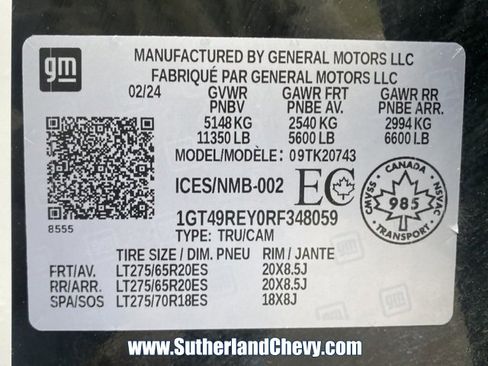 gm
MANUFACTURED BY GENERAL MOTORS LLC
FABRIQUÉ PAR GENERAL MOTORS LLC
02/24 GVWR GAWR FRT GAWR RR
PNBV PNBE AV. PNBE ARR.
5148 KG 2540 KG 2994 KG
11350 LB 5600 LB 6600 LB
MODEL/MODÈLE: 09TK20743
ICES/NMB-002 EC
CANADA
CMVSS 985 NSVAC
TRANSPORT
8555
1GT49REY0RF348059
TYPE: TRU/CAM
TIRE SIZE / DIM. PNEU RIM / JANTE
FRT/AV. LT275/65R20ES 20X8.5J
RR/ARR. LT275/65R20ES 20X8.5J
SPA/SOS LT275/70R18ES 18X8J
www.SutherlandChevy.com